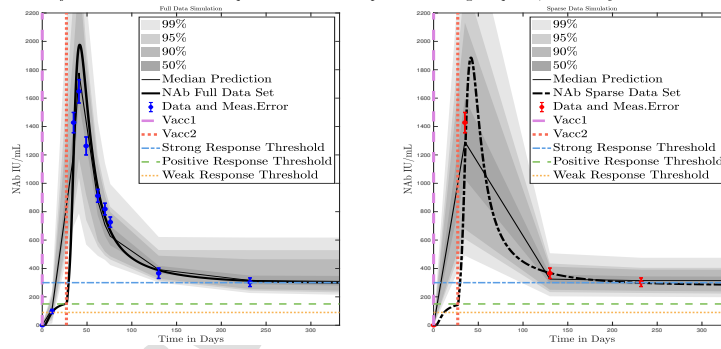 Full Data Simulation
2200
2000
1800
1600
1400
1200
1000
800
600
400
200
0
NAb IU/mL
99%
95%
90%
50%
Median Prediction
NAb Full Data Set
Data and Meas.Error
Vacc1
Vacc2
Strong Response Threshold
Positive Response Threshold
Weak Response Threshold
0 50 100 150 200 250 300
Time in Days
Sparse Data Simulation
2200
2000
1800
1600
1400
1200
1000
800
600
400
200
0
NAb IU/mL
99%
95%
90%
50%
Median Prediction
NAb Sparse Data Set
Data and Meas.Error
Vacc1
Vacc2
Strong Response Threshold
Positive Response Threshold
Weak Response Threshold
0 50 100 150 200 250 300
Time in Days